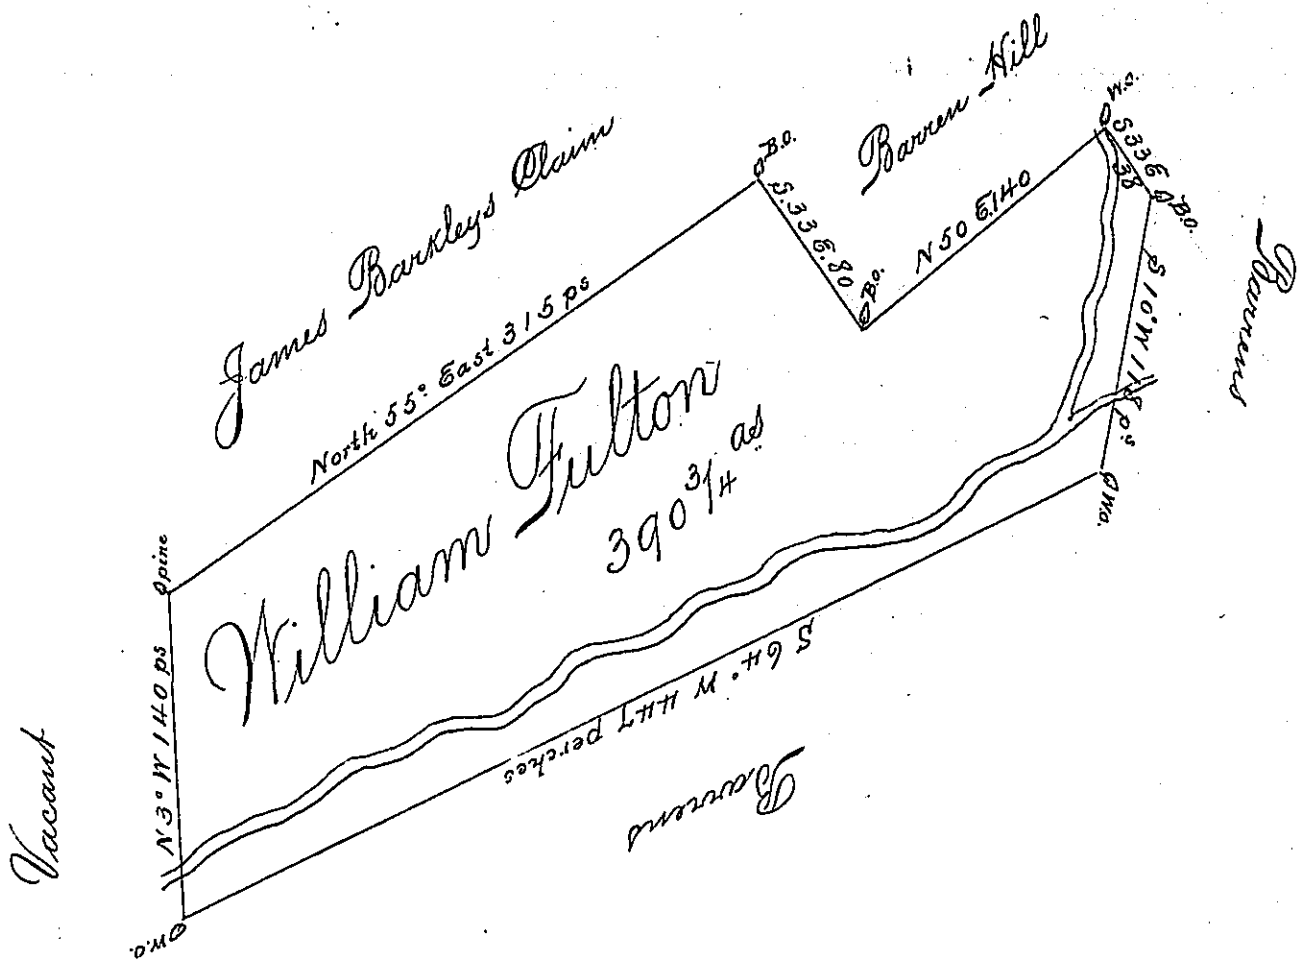 Barren Hill
W.O.
S 33 E
38
B.O.
B.O.
James Barkleys Claim
S. 33 E. 80
N 50 E. 140
B.O.
Barrens
North 55° East 315 ps
S 10° W 118 p.s
William Fulton
390 3/4 as
W.O.
pine
N 3° W 140 ps
S 64° W 447 perches
Barrens
Vacant
W.O.